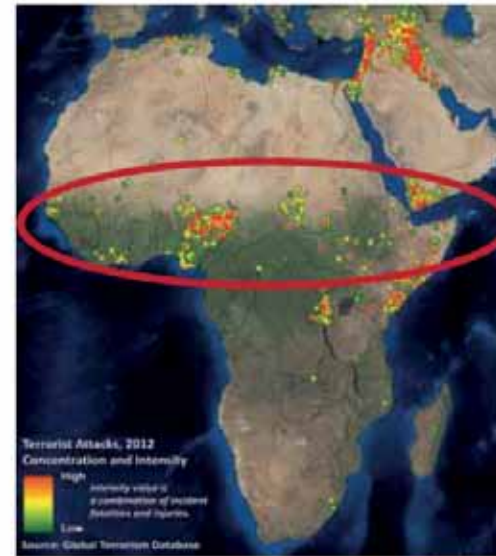 Terrorist Attacks, 2012
Concentration and Intensity
High
Intensity value is
a combination of incident
fatalities and injuries.
Low
Source: Global Terrorism Database